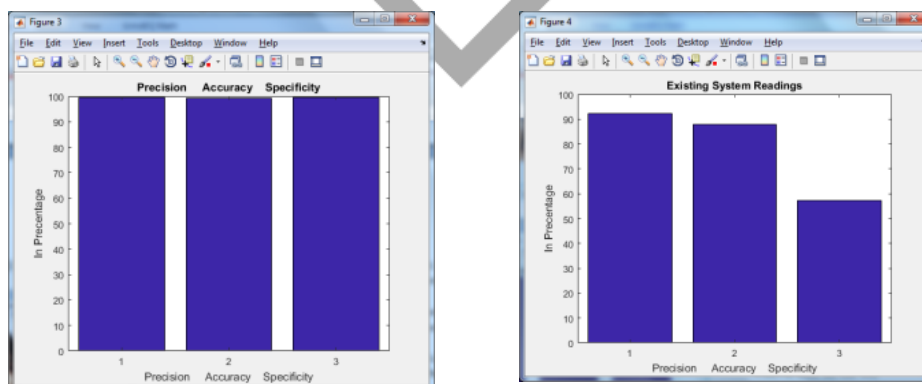 Figure 3
File Edit View Insert Tools Desktop Window Help
Precision Accuracy Specificity
100
90
80
70
60
50
40
30
20
10
0
In Precentage
1 2 3
Precision Accuracy Specificity
Figure 4
File Edit View Insert Tools Desktop Window Help
Existing System Readings
100
90
80
70
60
50
40
30
20
10
0
In Precentage
1 2 3
Precision Accuracy Specificity